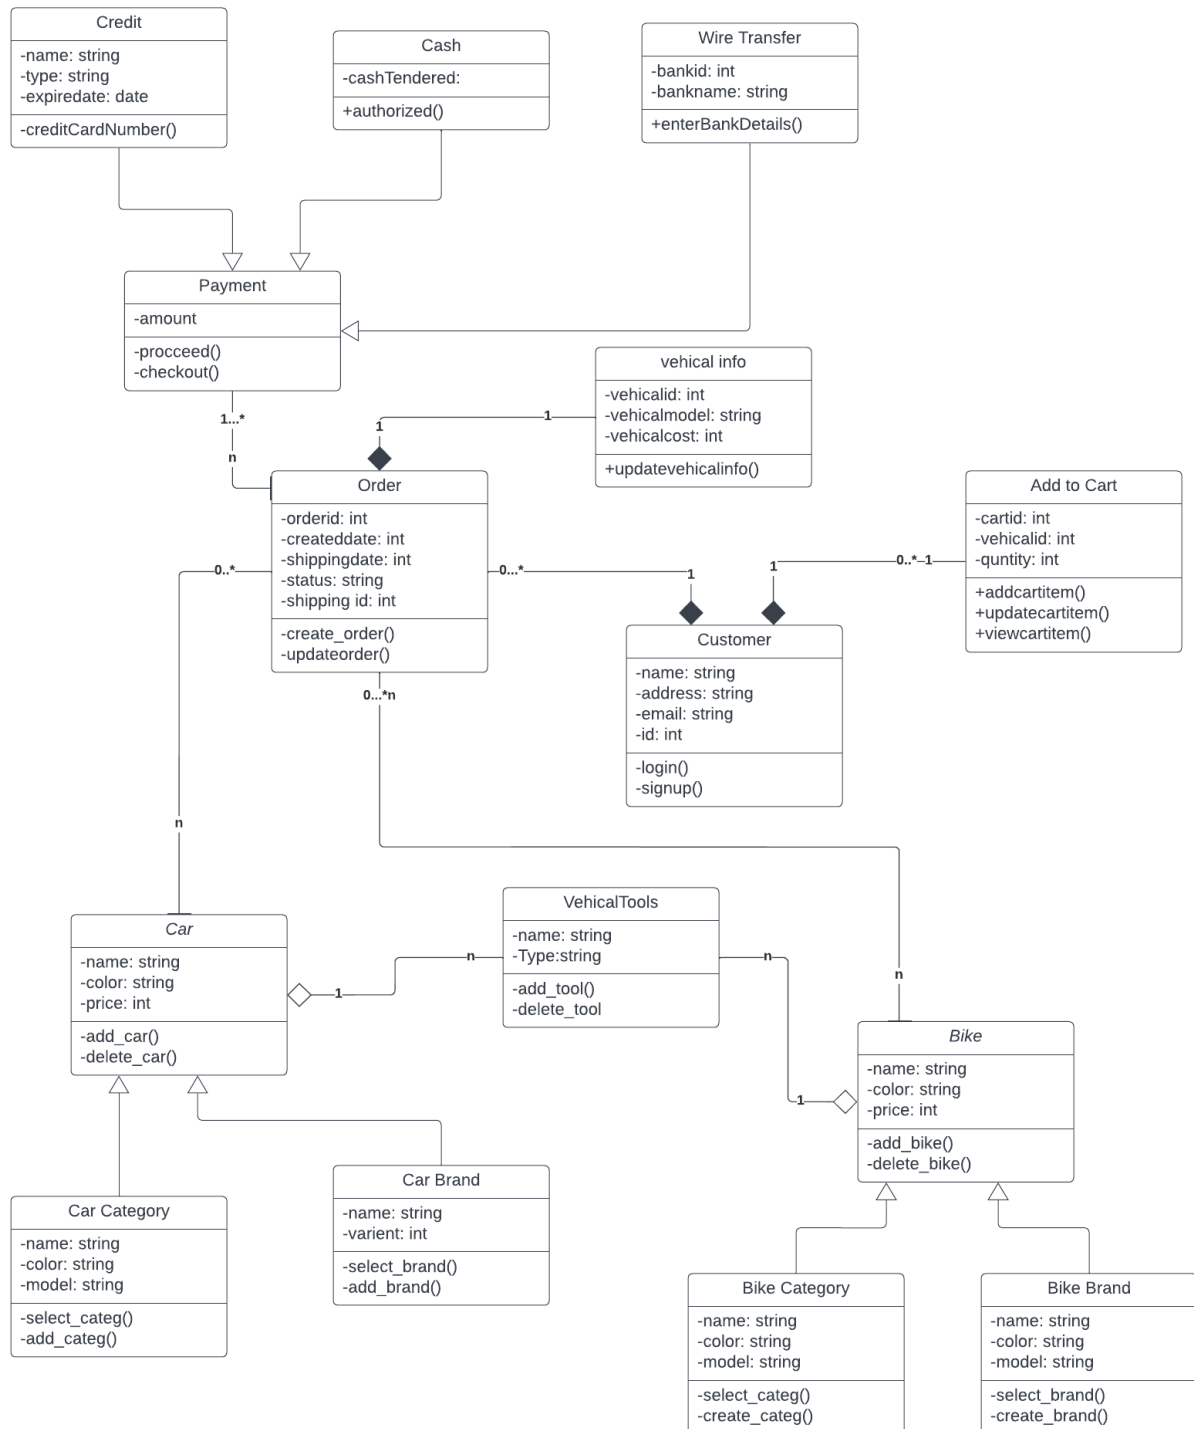 Credit
-name: string
-type: string
-expiredate: date
-creditCardNumber()
Cash
-cashTendered:
+authorized()
Wire Transfer
-bankid: int
-bankname: string
+enterBankDetails()
Payment
-amount
-procceed()
-checkout()
1...*
n
vehical info
-vehicalid: int
-vehicalmodel: string
-vehicalcost: int
+updatevehicalinfo()
1
1
Order
-orderid: int
-createddate: int
-shippingdate: int
-status: string
-shipping id: int
-create_order()
-updateorder()
0..*
n
0...*
1
1
0..*
1
Add to Cart
-cartid: int
-vehicalid: int
-quntity: int
+addcartitem()
+updatecartitem()
+viewcartitem()
Customer
-name: string
-address: string
-email: string
-id: int
-login()
-signup()
0...*n
n
Car
-name: string
-color: string
-price: int
-add_car()
-delete_car()
1
n
VehicalTools
-name: string
-Type:string
-add_tool()
-delete_tool
n
1
Bike
-name: string
-color: string
-price: int
-add_bike()
-delete_bike()
Car Category
-name: string
-color: string
-model: string
-select_categ()
-add_categ()
Car Brand
-name: string
-varient: int
-select_brand()
-add_brand()
Bike Category
-name: string
-color: string
-model: string
-select_categ()
-create_categ()
Bike Brand
-name: string
-color: string
-model: string
-select_brand()
-create_brand()